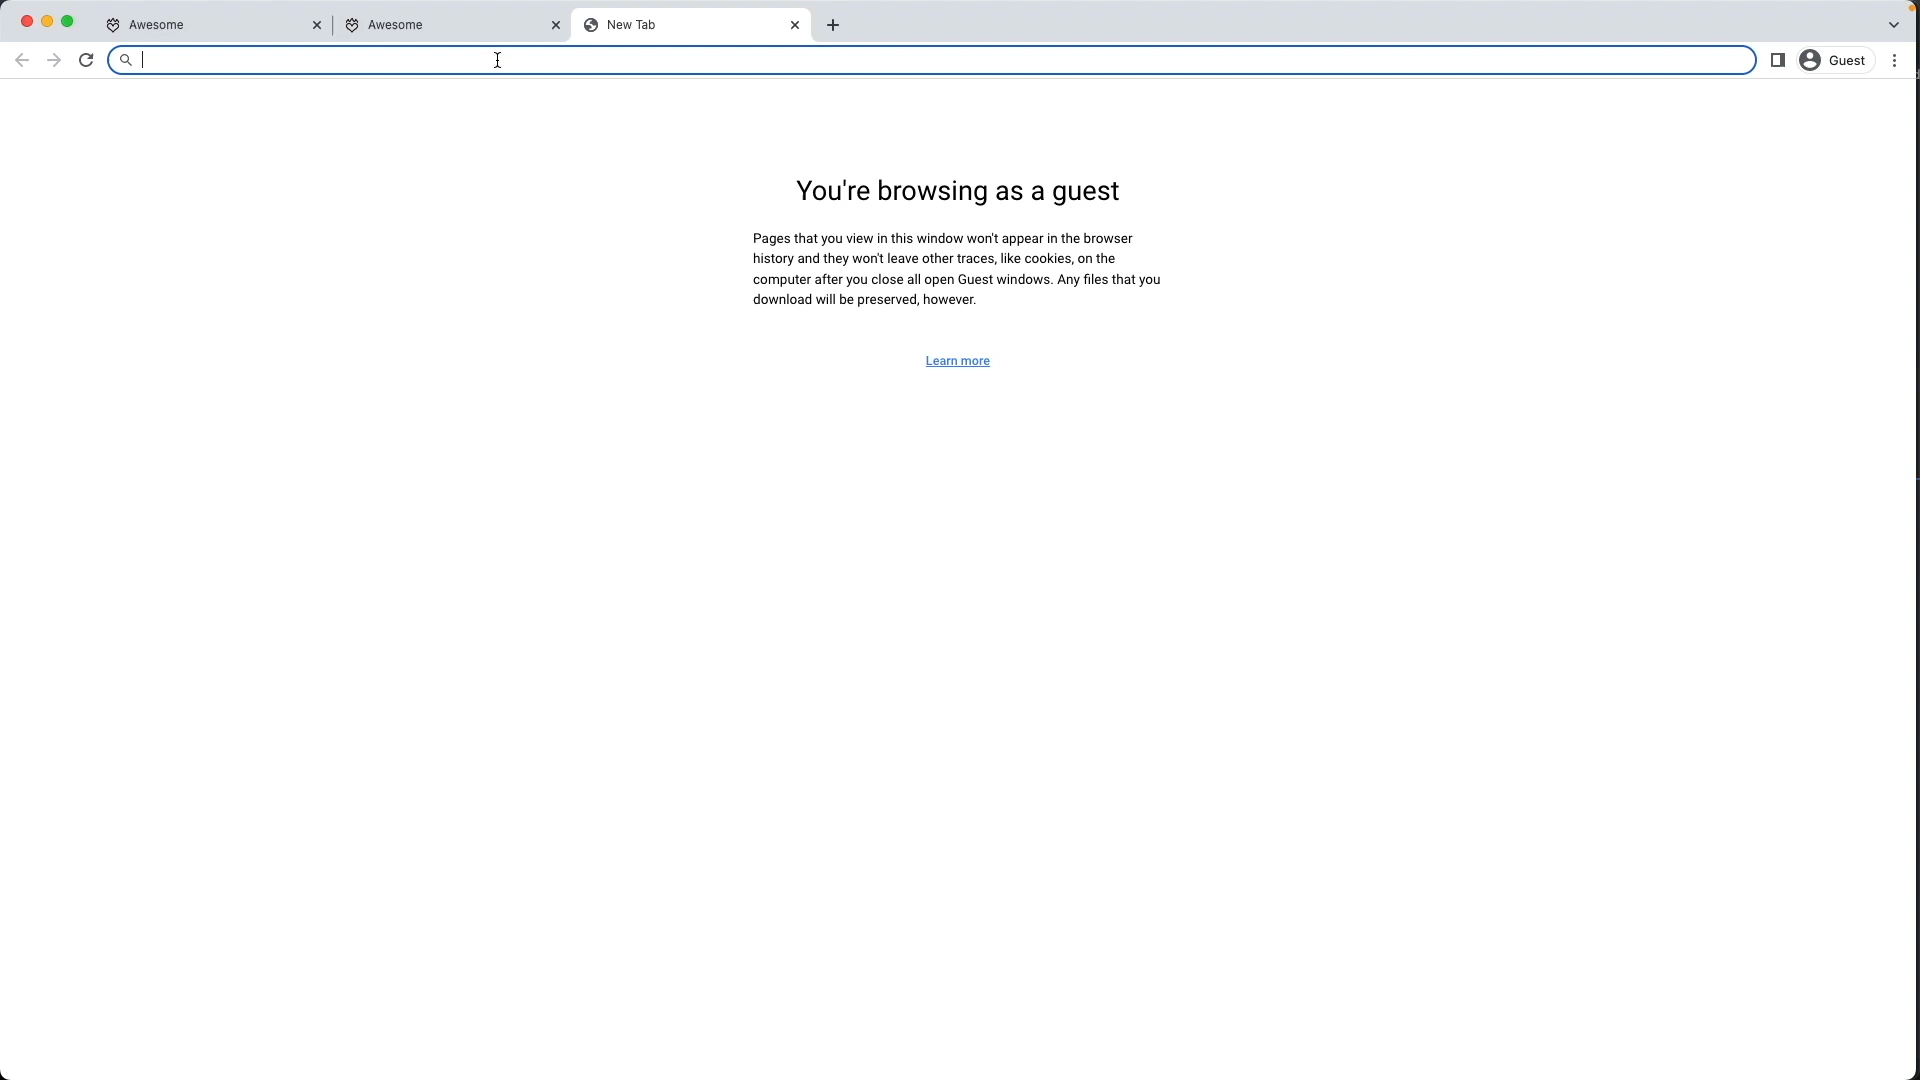 Awesome
Awesome
New Tab
Guest
You're browsing as a guest
Pages that you view in this window won't appear in the browser
history and they won't leave other traces, like cookies, on the
computer after you close all open Guest windows. Any files that you
download will be preserved, however.
Learn more